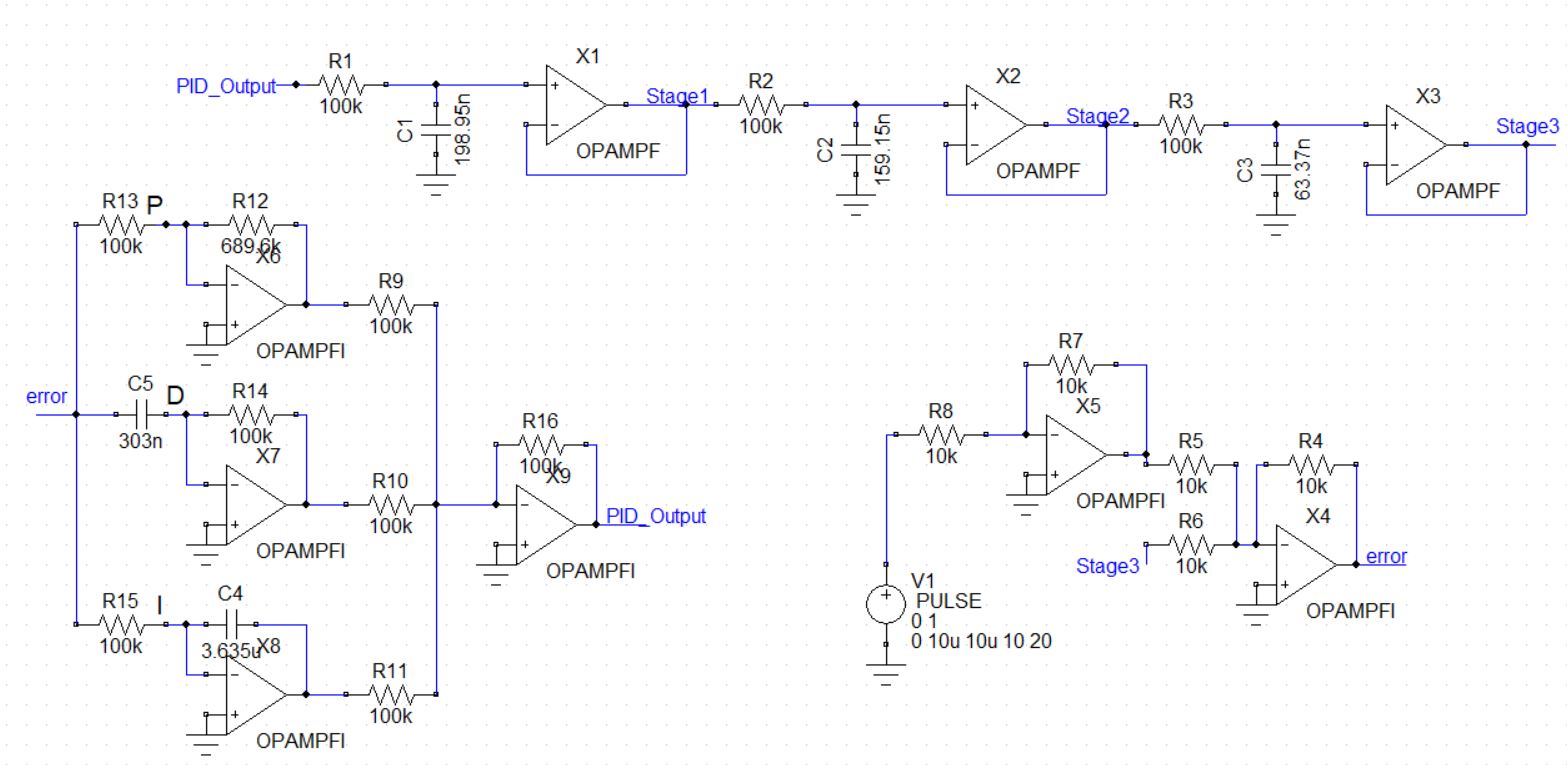 X1
R1
PID_Output
100k
C1
198.95n
+
−
OPAMPF
Stage1
R2
100k
C2
159.15n
X2
+
−
OPAMPF
Stage2
R3
100k
C3
63.37n
X3
+
−
OPAMPF
Stage3
R13
P
100k
R12
689.6k
X6
−
+
OPAMPFI
R9
100k
error
C5
303n
D
R14
100k
X7
−
+
OPAMPFI
R10
100k
R15
100k
I
C4
3.635u
X8
−
+
OPAMPFI
R11
100k
R16
100k
X9
−
+
OPAMPFI
PID_Output
R7
10k
X5
R8
10k
−
+
OPAMPFI
R5
10k
R4
10k
R6
10k
Stage3
X4
−
+
OPAMPFI
error
V1
+
PULSE
0 1
0 10u 10u 10 20